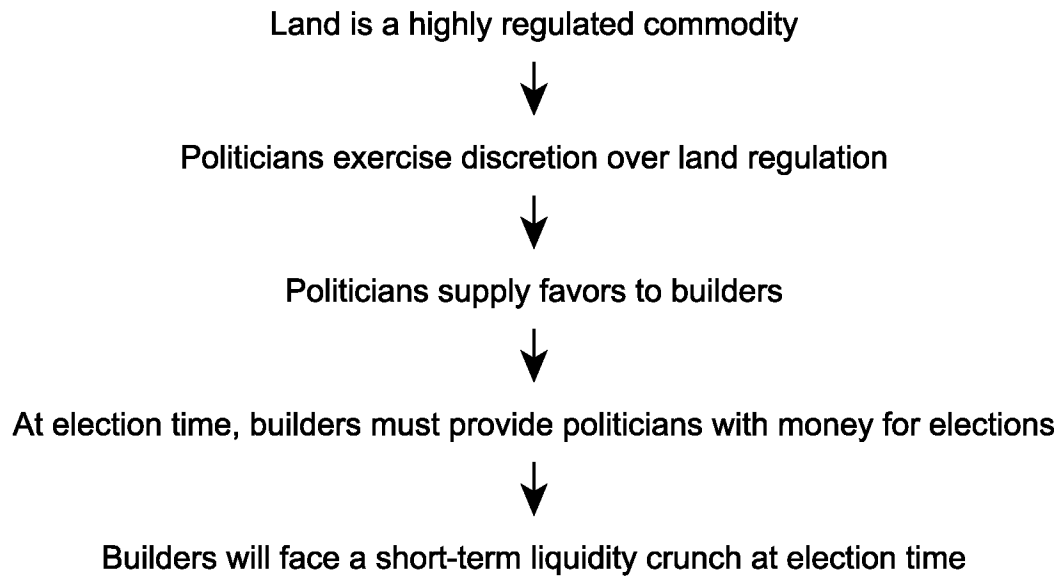 Land is a highly regulated commodity
Politicians exercise discretion over land regulation
Politicians supply favors to builders
At election time, builders must provide politicians with money for elections
Builders will face a short-term liquidity crunch at election time